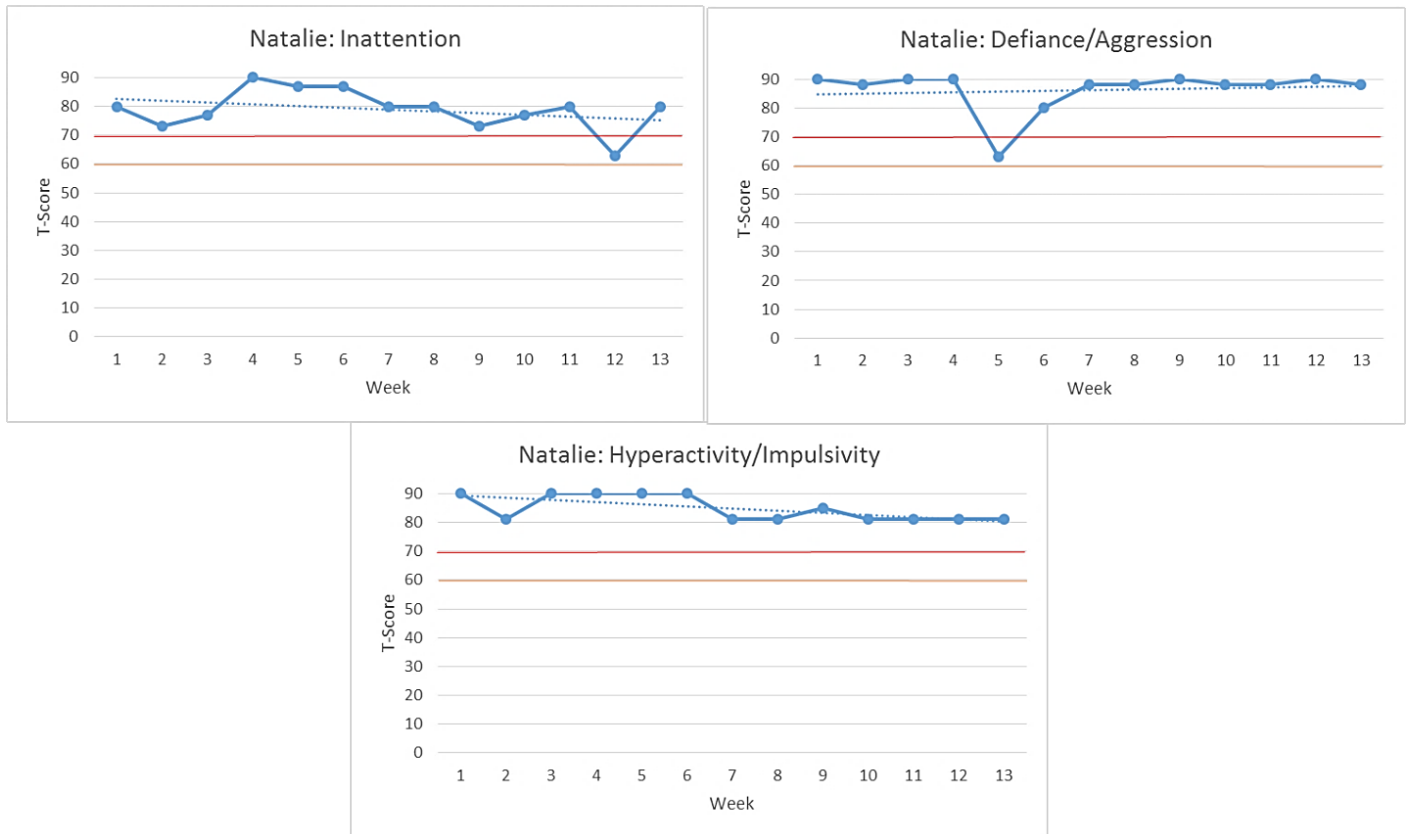 Natalie: Inattention
T-Score
90
80
70
60
50
40
30
20
10
0
1 2 3 4 5 6 7 8 9 10 11 12 13
Week
Natalie: Defiance/Aggression
T-Score
90
80
70
60
50
40
30
20
10
0
1 2 3 4 5 6 7 8 9 10 11 12 13
Week
Natalie: Hyperactivity/Impulsivity
T-Score
90
80
70
60
50
40
30
20
10
0
1 2 3 4 5 6 7 8 9 10 11 12 13
Week